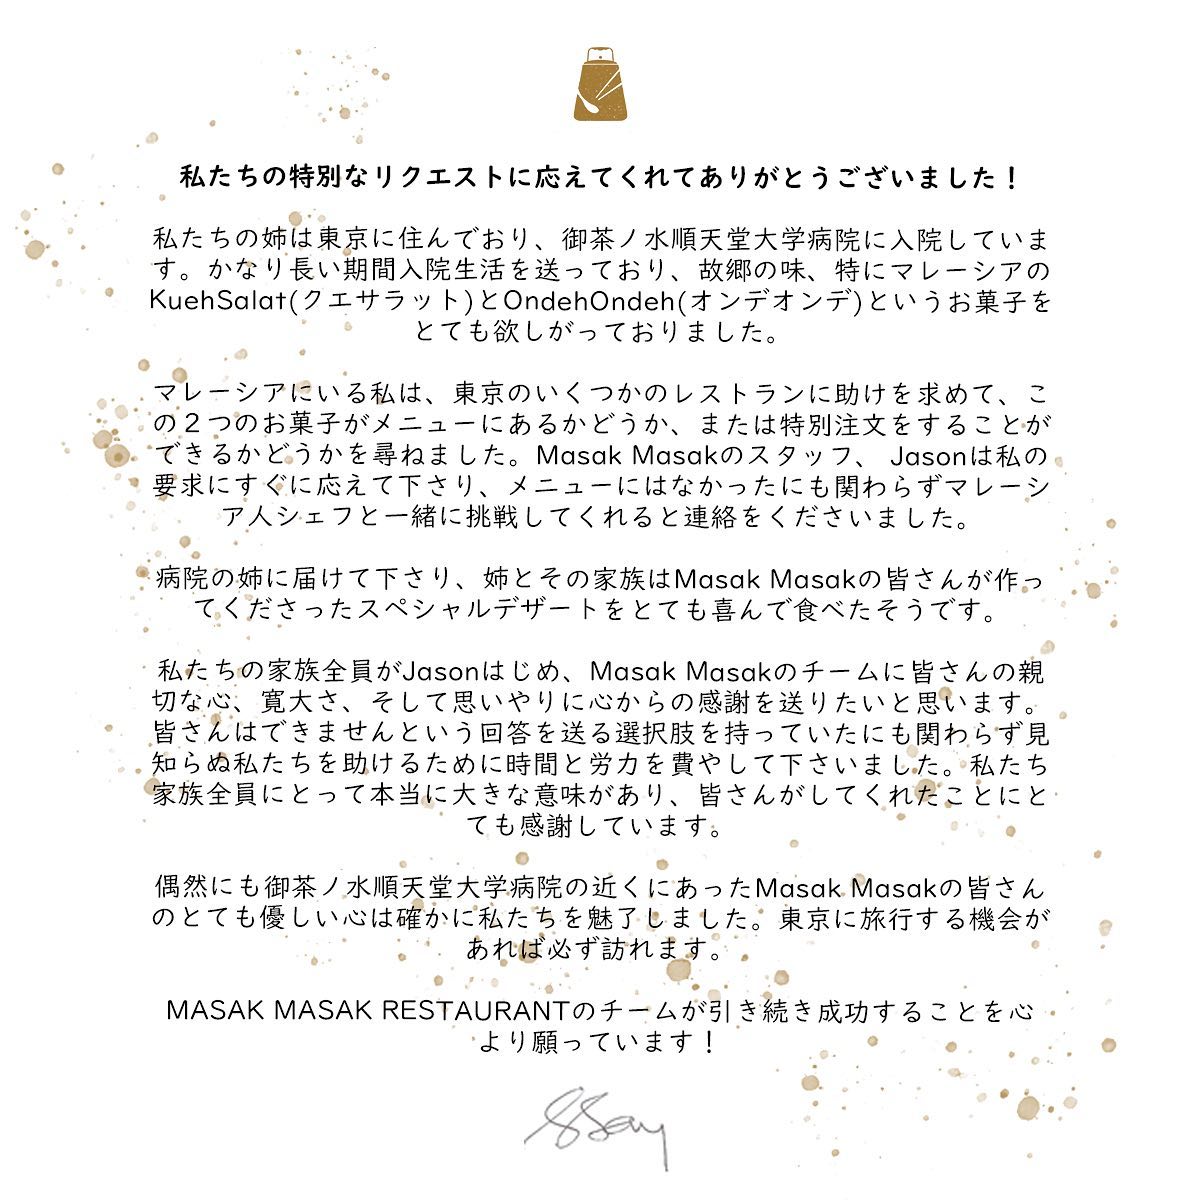 私たちの特別なリクエストに応えてくれてありがとうございました！
私たちの姉は東京に住んでおり、御茶ノ水順天堂大学病院に入院していま
す。かなり長い期間入院生活を送っており、故郷の味、特にマレーシアの
KuehSalat(クエサラット)とOndehOndeh(オンデオンデ)というお菓子を
とても欲しがっておりました。
マレーシアにいる私は、東京のいくつかのレストランに助けを求めて、こ
の２つのお菓子がメニューにあるかどうか、または特別注文をすることが
できるかどうかを尋ねました。Masak Masakのスタッフ、 Jasonは私の
要求にすぐに応えて下さり、メニューにはなかったにも関わらずマレーシ
ア人シェフと一緒に挑戦してくれると連絡をくださいました。
病院の姉に届けて下さり、姉とその家族はMasak Masakの皆さんが作っ
てくださったスペシャルデザートをとても喜んで食べたそうです。
私たちの家族全員がJasonはじめ、Masak Masakのチームに皆さんの親
切な心、寛大さ、そして思いやりに心からの感謝を送りたいと思います。
皆さんはできませんという回答を送る選択肢を持っていたにも関わらず見
知らぬ私たちを助けるために時間と労力を費やして下さいました。私たち
家族全員にとって本当に大きな意味があり、皆さんがしてくれたことにと
ても感謝しています。
偶然にも御茶ノ水順天堂大学病院の近くにあったMasak Masakの皆さん
のとても優しい心は確かに私たちを魅了しました。東京に旅行する機会が
あれば必ず訪れます。
MASAK MASAK RESTAURANTのチームが引き続き成功することを心
より願っています！